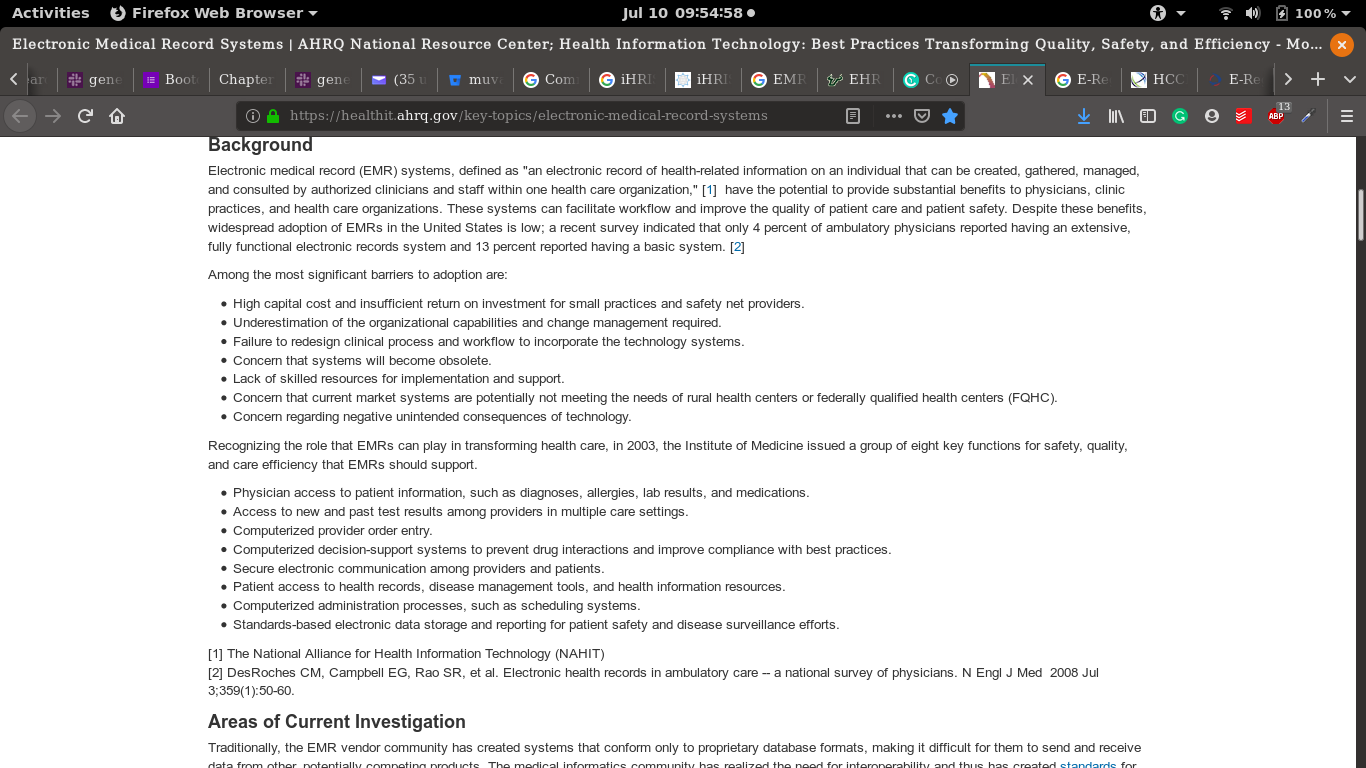 Activities Firefox Web Browser Jul 10 09:54:58 100 %
Electronic Medical Record Systems | AHRQ National Resource Center; Health Information Technology: Best Practices Transforming Quality, Safety, and Efficiency - Mo…
gene Boot Chapter gene (35 u muv Com iHRI iHRI EMR EHR Co El E-Re HCC E-Re
https://healthit.ahrq.gov/key-topics/electronic-medical-record-systems ABP 13
Background
Electronic medical record (EMR) systems, defined as "an electronic record of health-related information on an individual that can be created, gathered, managed,
and consulted by authorized clinicians and staff within one health care organization," [1] have the potential to provide substantial benefits to physicians, clinic
practices, and health care organizations. These systems can facilitate workflow and improve the quality of patient care and patient safety. Despite these benefits,
widespread adoption of EMRs in the United States is low; a recent survey indicated that only 4 percent of ambulatory physicians reported having an extensive,
fully functional electronic records system and 13 percent reported having a basic system. [2]
Among the most significant barriers to adoption are:
• High capital cost and insufficient return on investment for small practices and safety net providers.
• Underestimation of the organizational capabilities and change management required.
• Failure to redesign clinical process and workflow to incorporate the technology systems.
• Concern that systems will become obsolete.
• Lack of skilled resources for implementation and support.
• Concern that current market systems are potentially not meeting the needs of rural health centers or federally qualified health centers (FQHC).
• Concern regarding negative unintended consequences of technology.
Recognizing the role that EMRs can play in transforming health care, in 2003, the Institute of Medicine issued a group of eight key functions for safety, quality,
and care efficiency that EMRs should support.
• Physician access to patient information, such as diagnoses, allergies, lab results, and medications.
• Access to new and past test results among providers in multiple care settings.
• Computerized provider order entry.
• Computerized decision-support systems to prevent drug interactions and improve compliance with best practices.
• Secure electronic communication among providers and patients.
• Patient access to health records, disease management tools, and health information resources.
• Computerized administration processes, such as scheduling systems.
• Standards-based electronic data storage and reporting for patient safety and disease surveillance efforts.
[1] The National Alliance for Health Information Technology (NAHIT)
[2] DesRoches CM, Campbell EG, Rao SR, et al. Electronic health records in ambulatory care -- a national survey of physicians. N Engl J Med 2008 Jul
3;359(1):50-60.
Areas of Current Investigation
Traditionally, the EMR vendor community has created systems that conform only to proprietary database formats, making it difficult for them to send and receive
data from other, potentially competing products. The medical informatics community has realized the need for interoperability and thus has created standards for